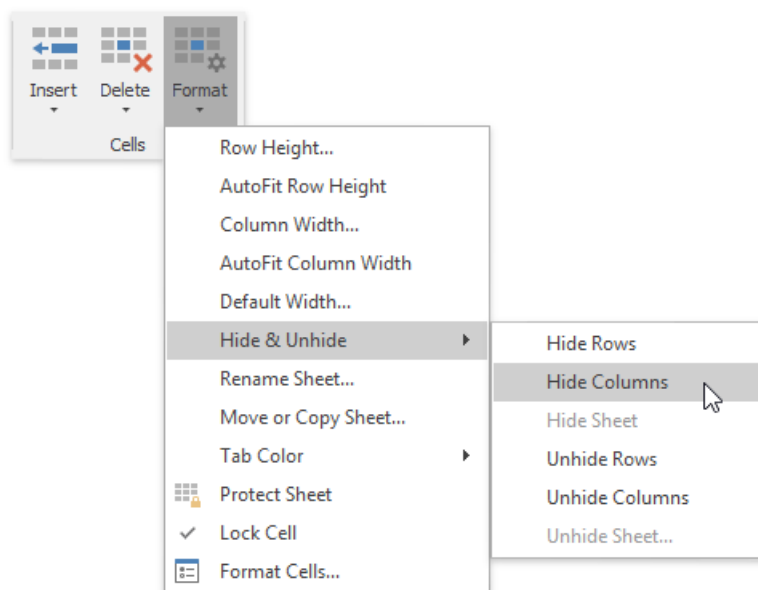 Insert
Delete
Format
Cells
Row Height...
AutoFit Row Height
Column Width...
AutoFit Column Width
Default Width...
Hide & Unhide
Rename Sheet...
Move or Copy Sheet...
Tab Color
Protect Sheet
Lock Cell
Format Cells...
Hide Rows
Hide Columns
Hide Sheet
Unhide Rows
Unhide Columns
Unhide Sheet...